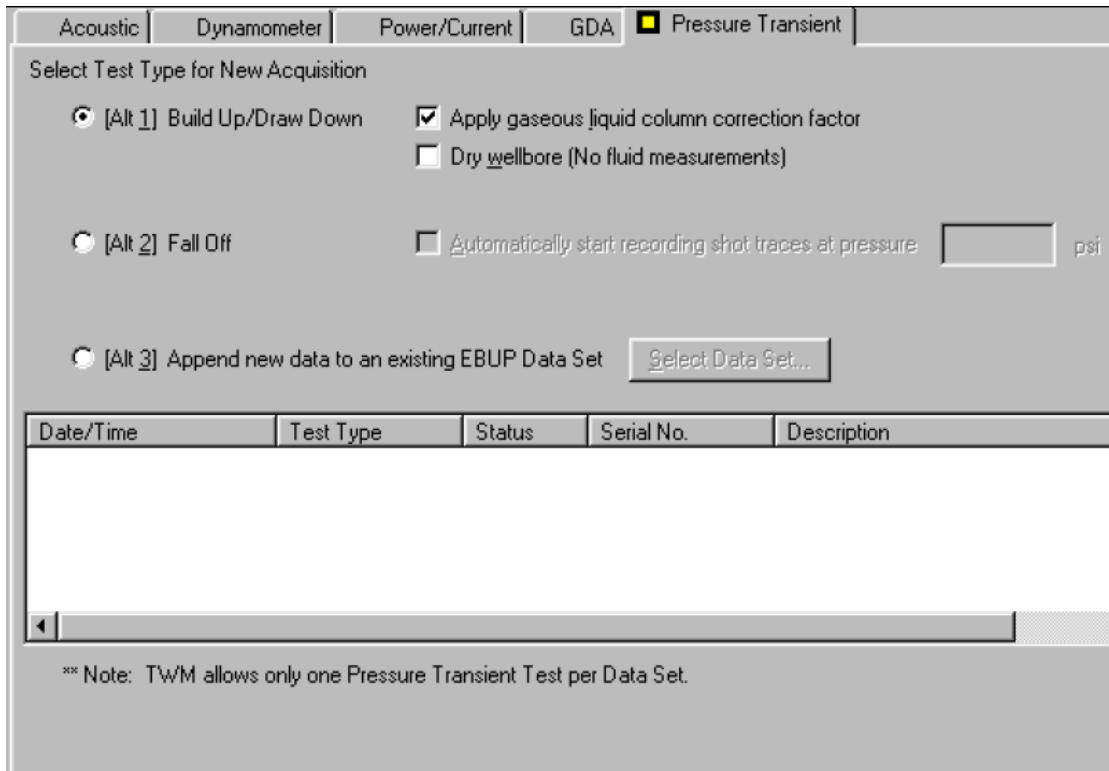 Acoustic Dynamometer Power/Current GDA Pressure Transient
Select Test Type for New Acquisition
[Alt 1] Build Up/Draw Down Apply gaseous liquid column correction factor
Dry wellbore (No fluid measurements)
[Alt 2] Fall Off Automatically start recording shot traces at pressure psi
[Alt 3] Append new data to an existing EBUP Data Set Select Data Set...
Date/Time Test Type Status Serial No. Description
** Note: TWM allows only one Pressure Transient Test per Data Set.